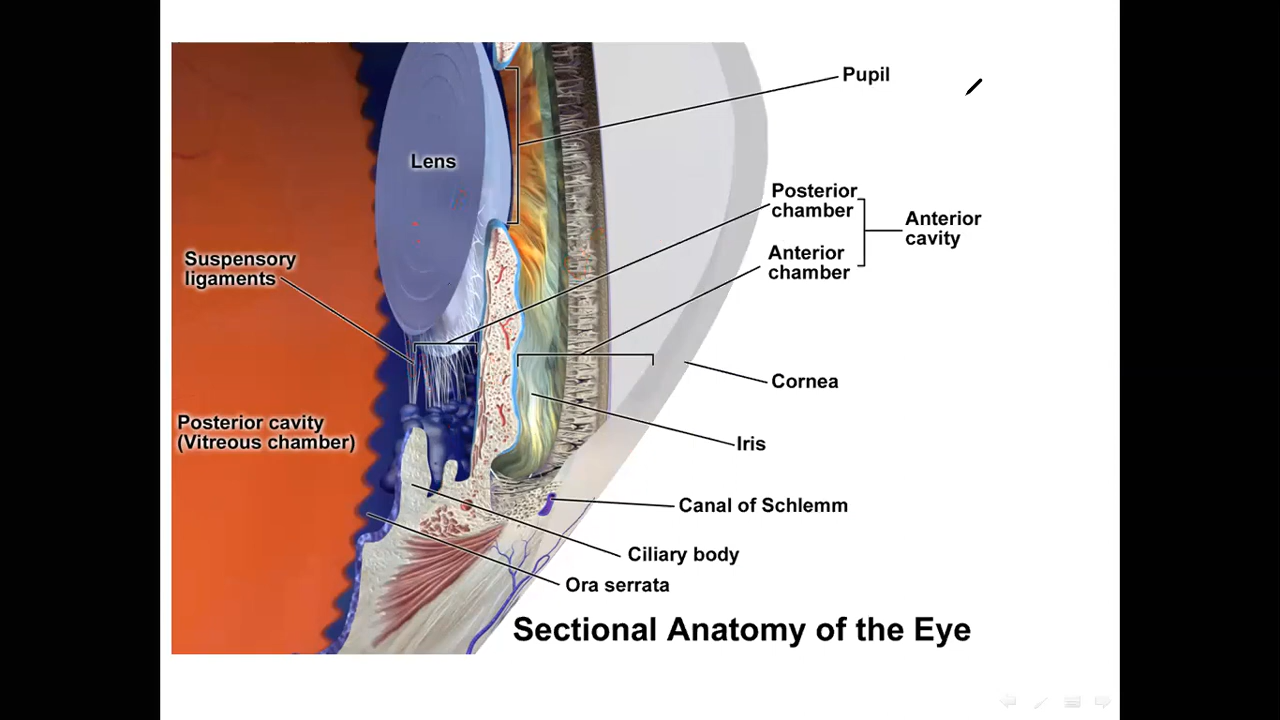 Pupil
Lens
Posterior
chamber
Anterior
cavity
Anterior
chamber
Suspensory
ligaments
Cornea
Posterior cavity
(Vitreous chamber)
Iris
Canal of Schlemm
Ciliary body
Ora serrata
Sectional Anatomy of the Eye